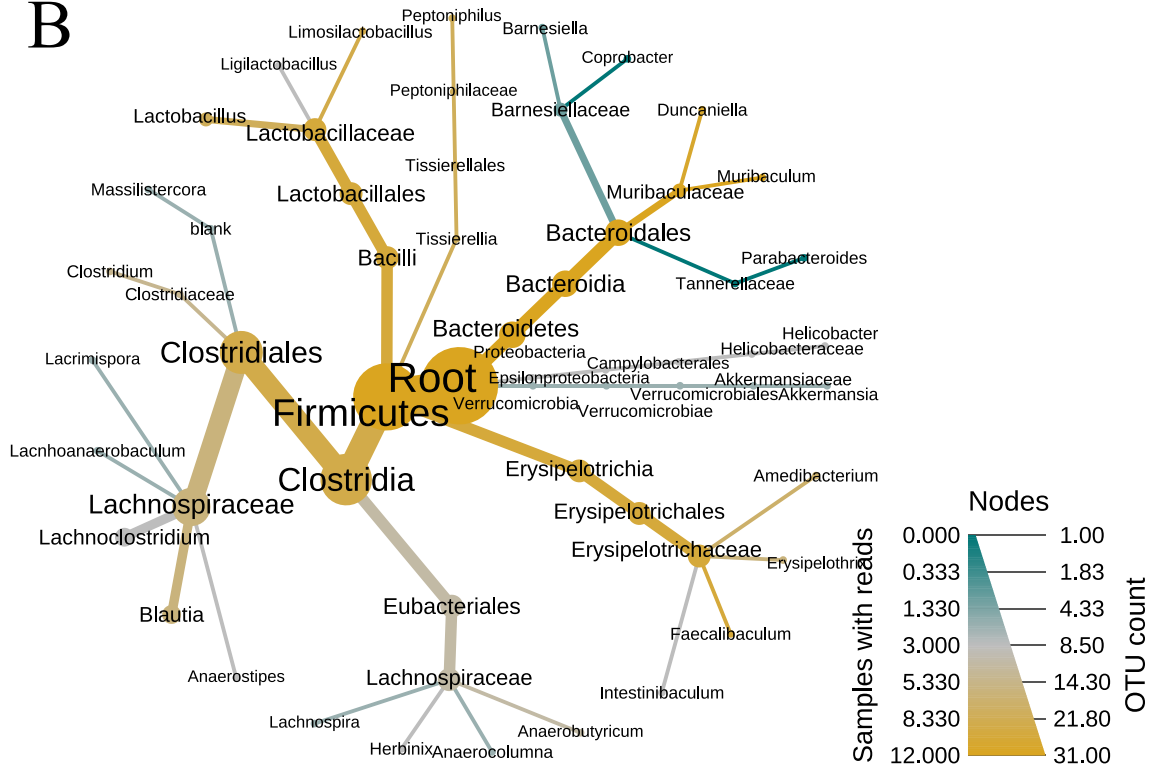 B
Peptoniphilus
Limosilactobacillus
Barnesiella
Ligilactobacillus
Coprobacter
Peptoniphilaceae
Lactobacillus
Lactobacillaceae
Barnesiellaceae
Duncaniella
Tissierellales
Massilistercora
Lactobacillales
Muribaculum
Muribaculaceae
blank
Tissierellia
Bacteroidales
Clostridium
Bacilli
Parabacteroides
Clostridiaceae
Bacteroidia
Tannerellaceae
Bacteroidetes
Helicobacter
Clostridiales
Proteobacteria
Helicobacteraceae
Lacrimispora
Campylobacterales
Root
Epsilonproteobacteria
Akkermansiaceae
Firmicutes
Verrucomicrobia
Verrucomicrobiales
Akkermansia
Verrucomicrobiae
Lacnhoanaerobaculum
Clostridia
Erysipelotrichia
Amedibacterium
Lachnospiraceae
Erysipelotrichales
Lachnoclostridium
Erysipelotrichaceae
Blautia
Eubacteriales
Faecalibaculum
Anaerostipes
Lachnospiraceae
Intestinibaculum
Lachnospira
Herbinix
Anaerocolumna
Anaerobutyricum
Nodes
Samples with reads
OTU count
0.000 1.00
0.333 1.83
1.330 4.33
3.000 8.50
5.330 14.30
8.330 21.80
12.000 31.00